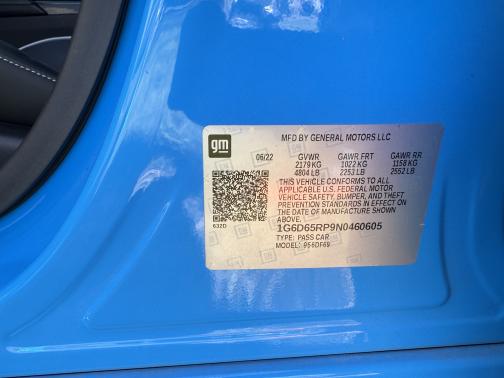 gm
MFD BY GENERAL MOTORS LLC
06/22 GVWR GAWR FRT GAWR RR
2179 KG 1022 KG 1158 KG
4804 LB 2253 LB 2552 LB
THIS VEHICLE CONFORMS TO ALL
APPLICABLE U.S. FEDERAL MOTOR
VEHICLE SAFETY, BUMPER, AND THEFT
PREVENTION STANDARDS IN EFFECT ON
THE DATE OF MANUFACTURE SHOWN
ABOVE.
632D
1G6D65RP9N0460605
TYPE: PASS CAR
MODEL: 956DF69